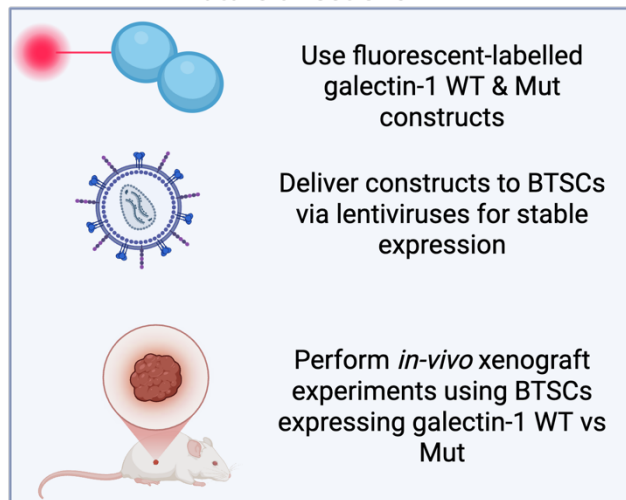 Use fluorescent-labelled
galectin-1 WT & Mut
constructs
Deliver constructs to BTSCs
via lentiviruses for stable
expression
Perform in-vivo xenograft
experiments using BTSCs
expressing galectin-1 WT vs
Mut